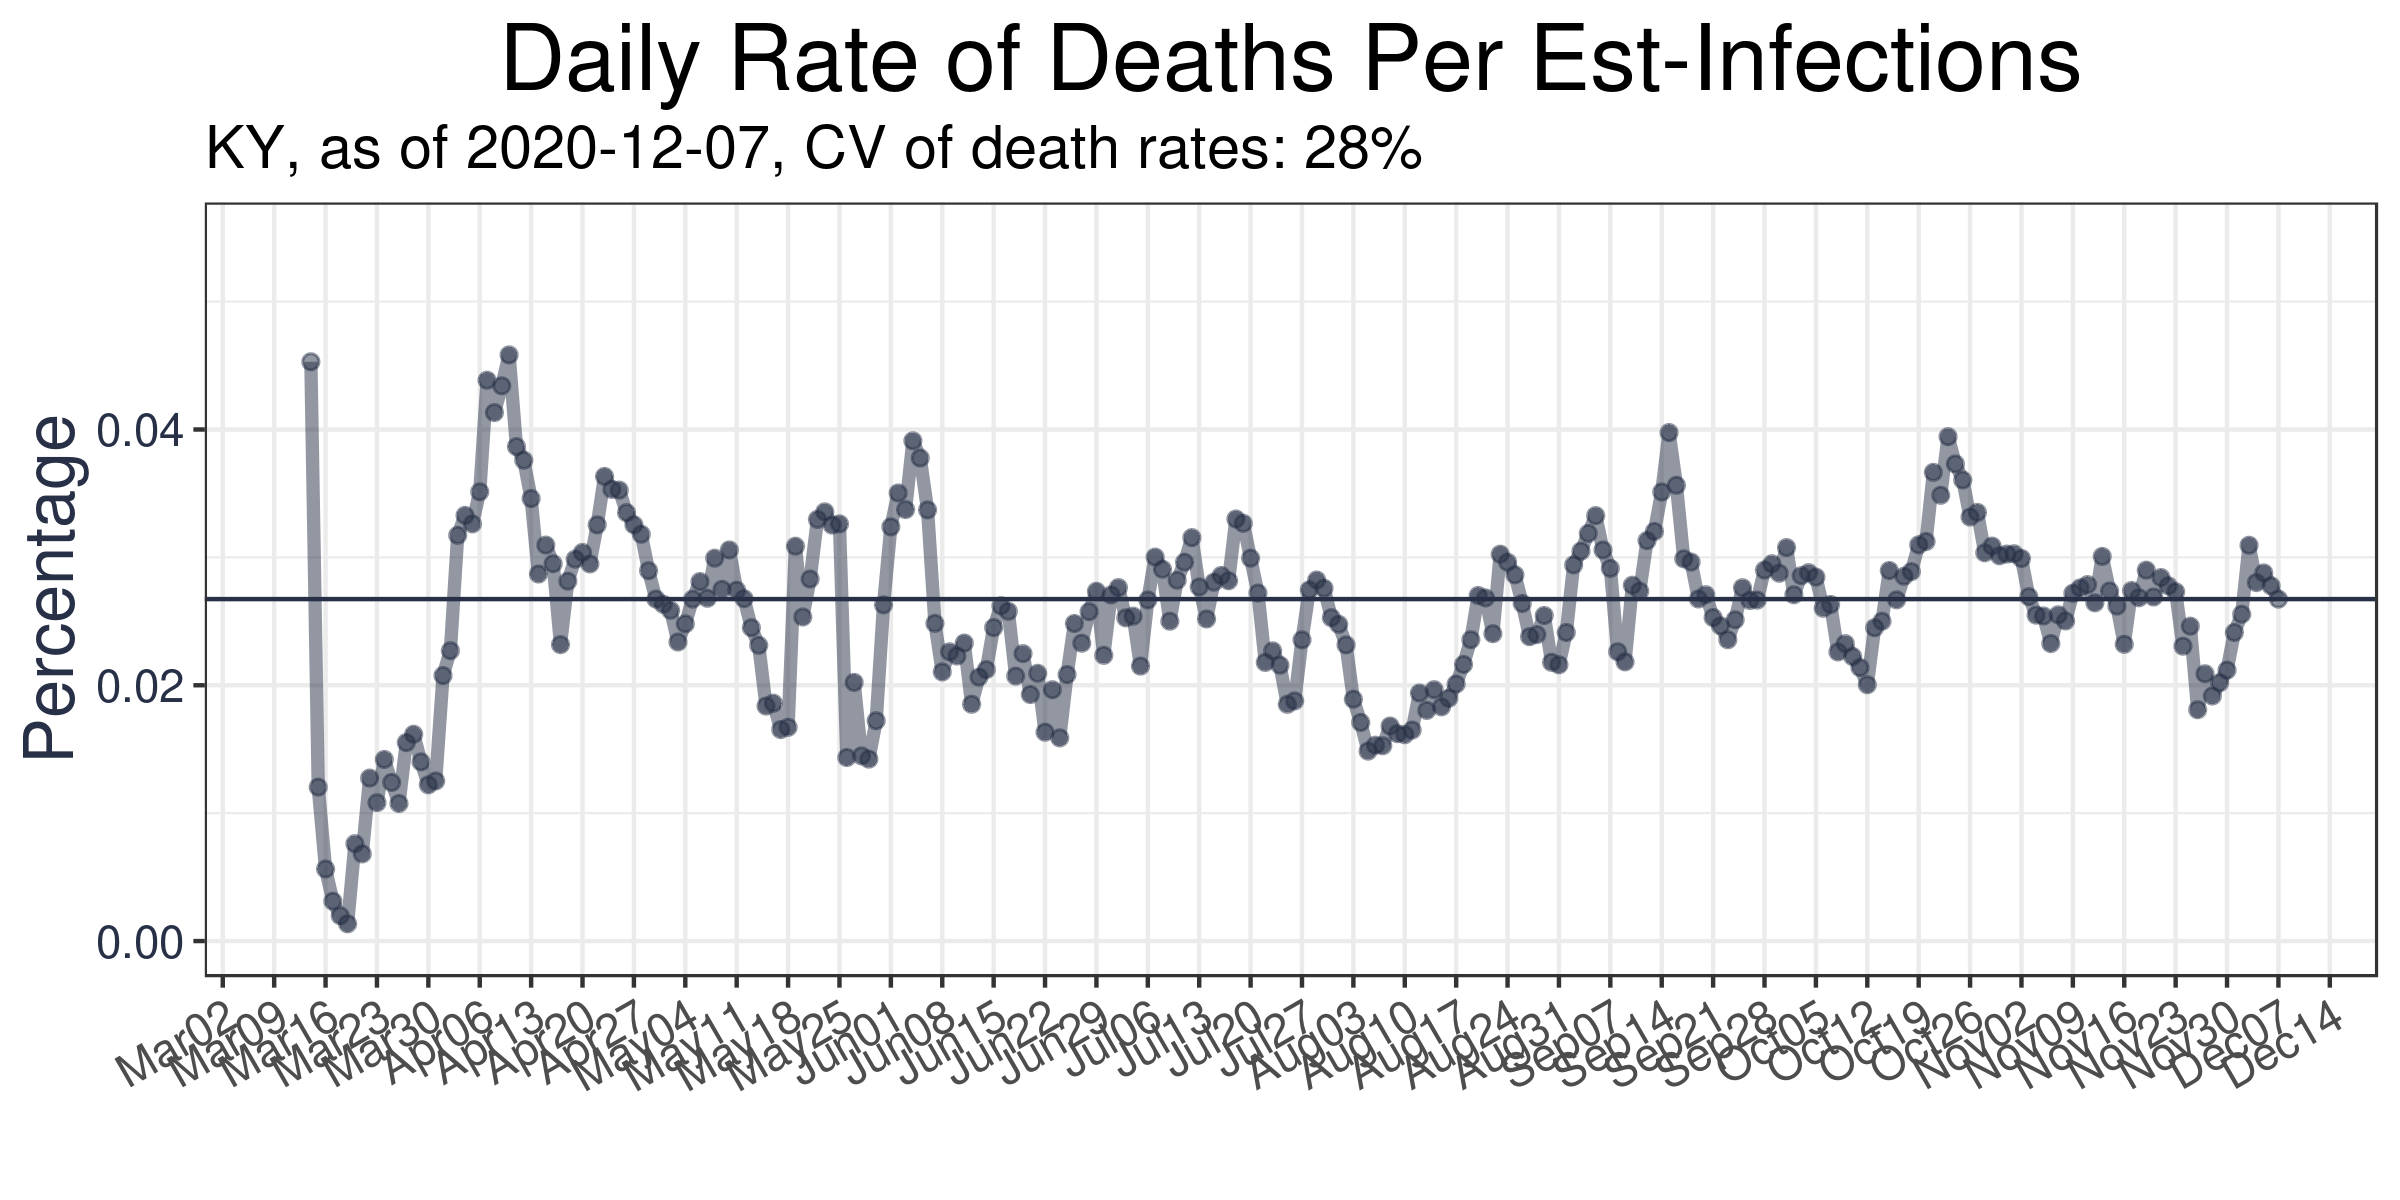 Daily Rate of Deaths Per Est-Infections
KY, as of 2020-12-07, CV of death rates: 28%
Percentage
0.04
0.02
0.00
Mar02
Mar09
Mar16
Mar23
Mar30
Apr06
Apr13
Apr20
Apr27
May04
May11
May18
May25
Jun01
Jun08
Jun15
Jun22
Jun29
Jul06
Jul13
Jul20
Jul27
Aug03
Aug10
Aug17
Aug24
Aug31
Sep07
Sep14
Sep21
Sep28
Oct05
Oct12
Oct19
Oct26
Nov02
Nov09
Nov16
Nov23
Nov30
Dec07
Dec14